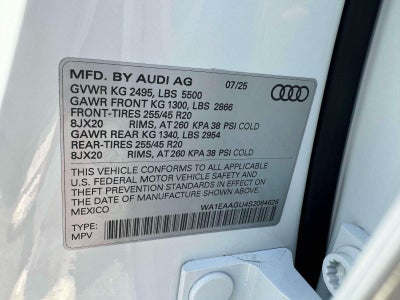 MFD. BY AUDI AG 07/25
GVWR KG 2495, LBS 5500
GAWR FRONT KG 1300, LBS 2866
FRONT-TIRES 255/45 R20
8JX20 RIMS, AT 260 KPA 38 PSI COLD
GAWR REAR KG 1340, LBS 2954
REAR-TIRES 255/45 R20
8JX20 RIMS, AT 260 KPA 38 PSI COLD
THIS VEHICLE CONFORMS TO ALL APPLICABLE
U.S. FEDERAL MOTOR VEHICLE SAFETY AND
THEFT PREVENTION STANDARDS IN EFFECT ON
THE DATE OF MANUFACTURE SHOWN ABOVE.
MEXICO WA1EAAGU4S2084626
TYPE:
MPV